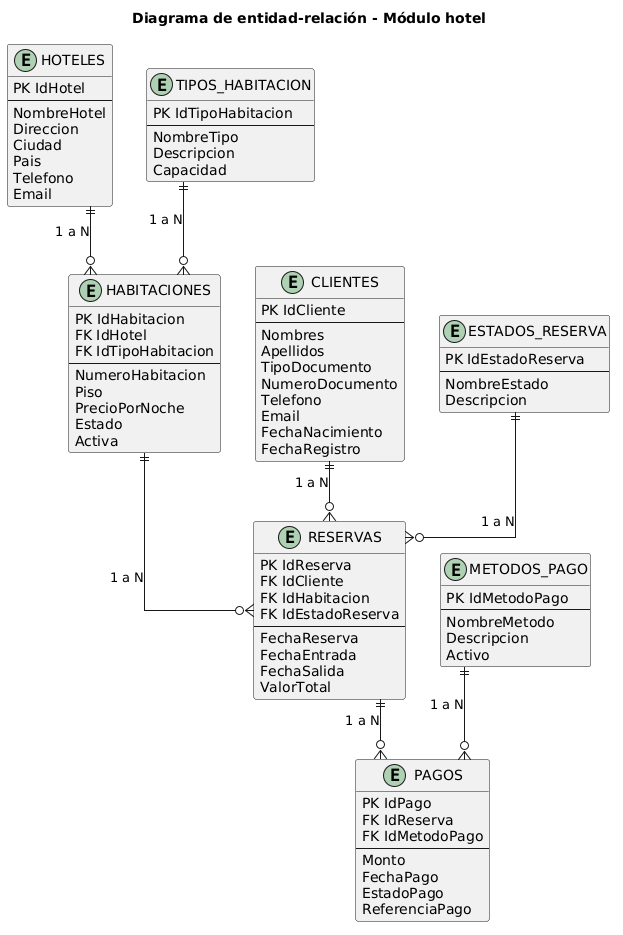 Diagrama de entidad-relación - Módulo hotel
E HOTELES
PK IdHotel
NombreHotel
Direccion
Ciudad
Pais
Telefono
Email
E TIPOS_HABITACION
PK IdTipoHabitacion
NombreTipo
Descripcion
Capacidad
1 a N
1 a N
E HABITACIONES
PK IdHabitacion
FK IdHotel
FK IdTipoHabitacion
NumeroHabitacion
Piso
PrecioPorNoche
Estado
Activa
E CLIENTES
PK IdCliente
Nombres
Apellidos
TipoDocumento
NumeroDocumento
Telefono
Email
FechaNacimiento
FechaRegistro
E ESTADOS_RESERVA
PK IdEstadoReserva
NombreEstado
Descripcion
1 a N
1 a N
1 a N
E RESERVAS
PK IdReserva
FK IdCliente
FK IdHabitacion
FK IdEstadoReserva
FechaReserva
FechaEntrada
FechaSalida
ValorTotal
E METODOS_PAGO
PK IdMetodoPago
NombreMetodo
Descripcion
Activo
1 a N
1 a N
E PAGOS
PK IdPago
FK IdReserva
FK IdMetodoPago
Monto
FechaPago
EstadoPago
ReferenciaPago